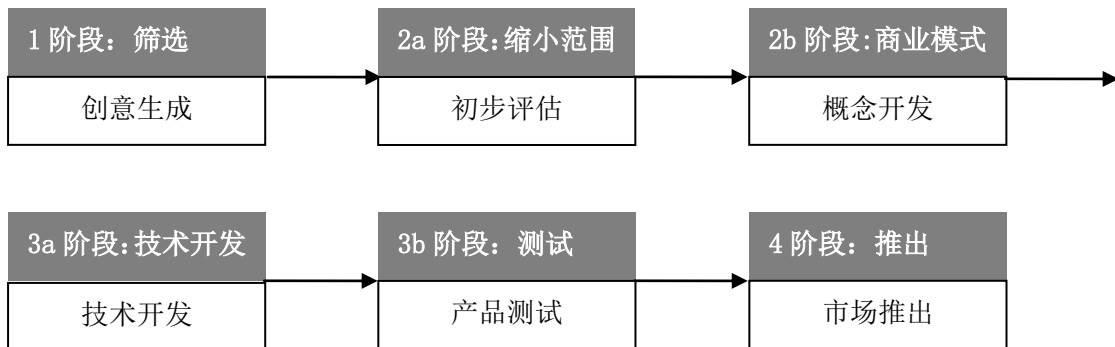 1 阶段：筛选
创意生成
2a 阶段:缩小范围
初步评估
2b 阶段:商业模式
概念开发
3a 阶段:技术开发
技术开发
3b 阶段：测试
产品测试
4 阶段：推出
市场推出